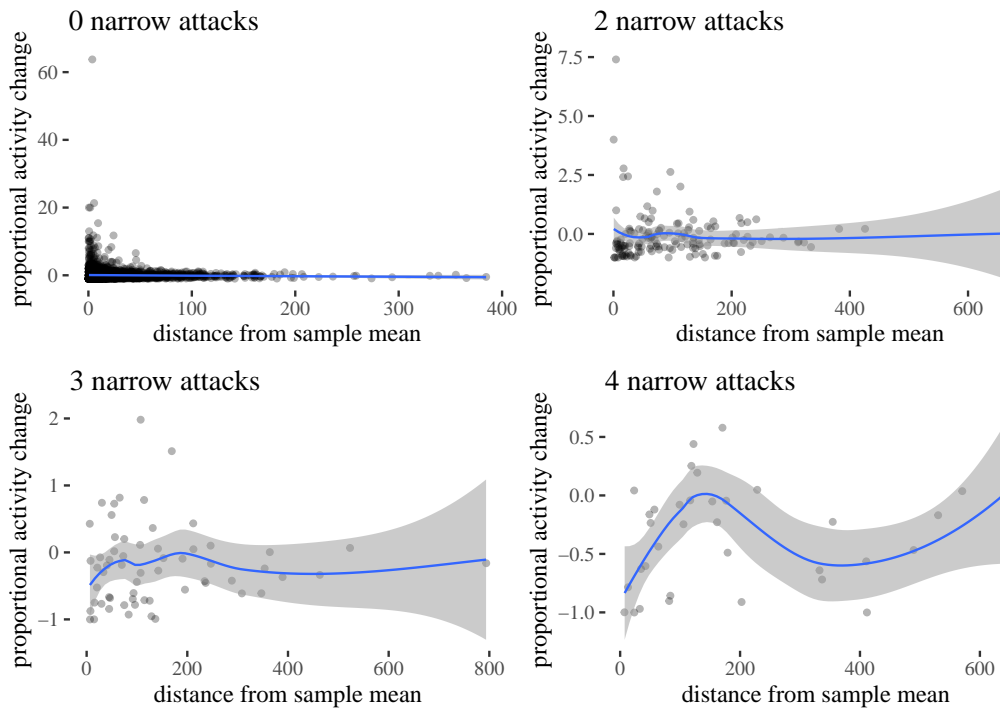 0 narrow attacks
proportional activity change
60
40
20
0
0
100
200
300
400
distance from sample mean
2 narrow attacks
proportional activity change
7.5
5.0
2.5
0.0
0
200
400
600
distance from sample mean
3 narrow attacks
proportional activity change
2
1
0
−1
0
200
400
600
800
distance from sample mean
4 narrow attacks
proportional activity change
0.5
0.0
−0.5
−1.0
0
200
400
600
distance from sample mean